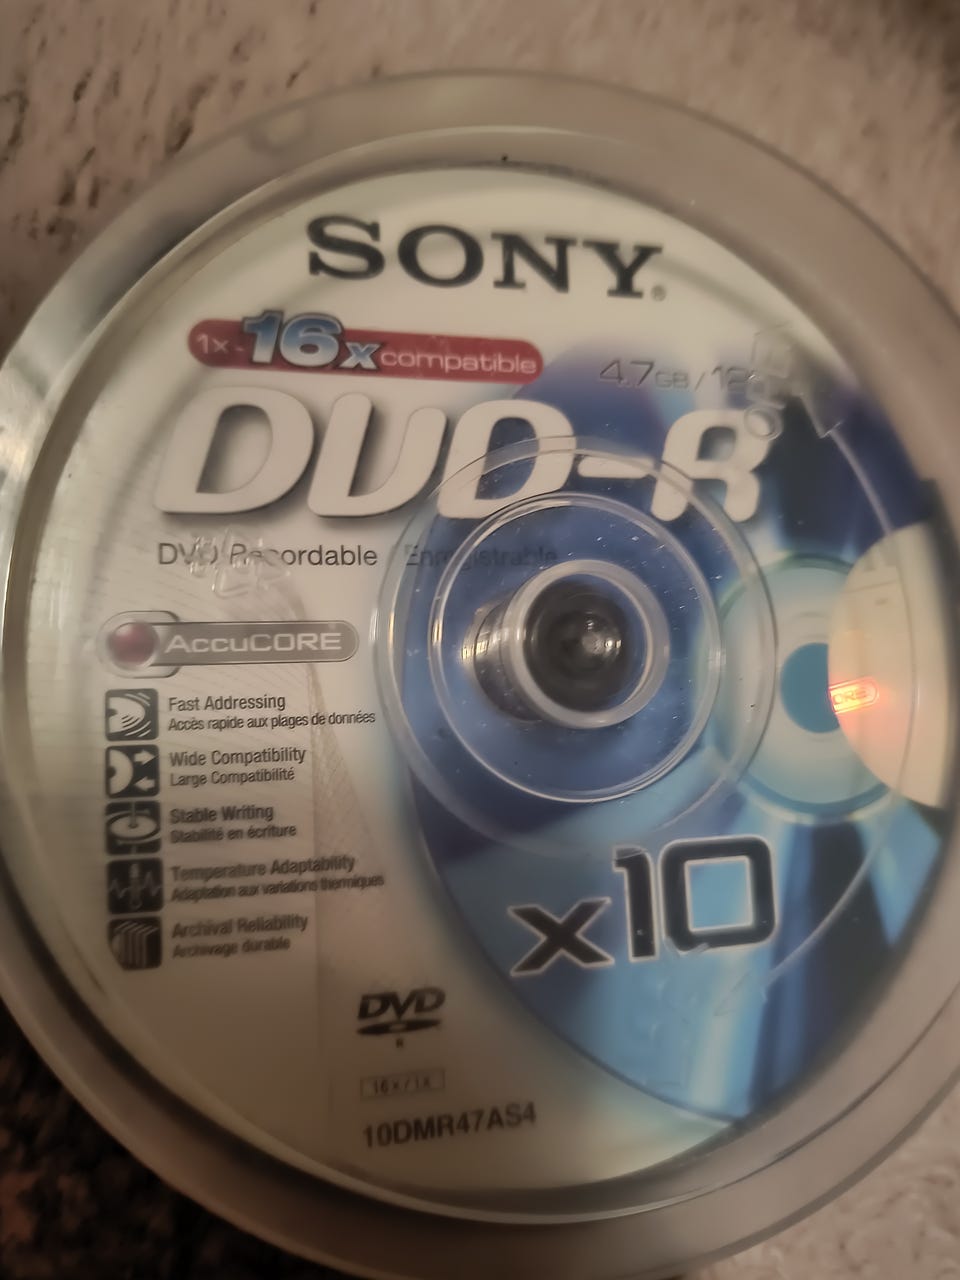 SONY®
1x - 16x compatible
4.7GB /
DVD-R
DVD Recordable / Enregistrable
AccuCORE
Fast Addressing
Accès rapide aux plages de données
Wide Compatibility
Large Compatibilité
Stable Writing
Stabilité en écriture
Temperature Adaptability
Adaptation aux variations thermiques
Archival Reliability
Archivage durable
x10
DVD
R
16x/1x
10DMR47AS4